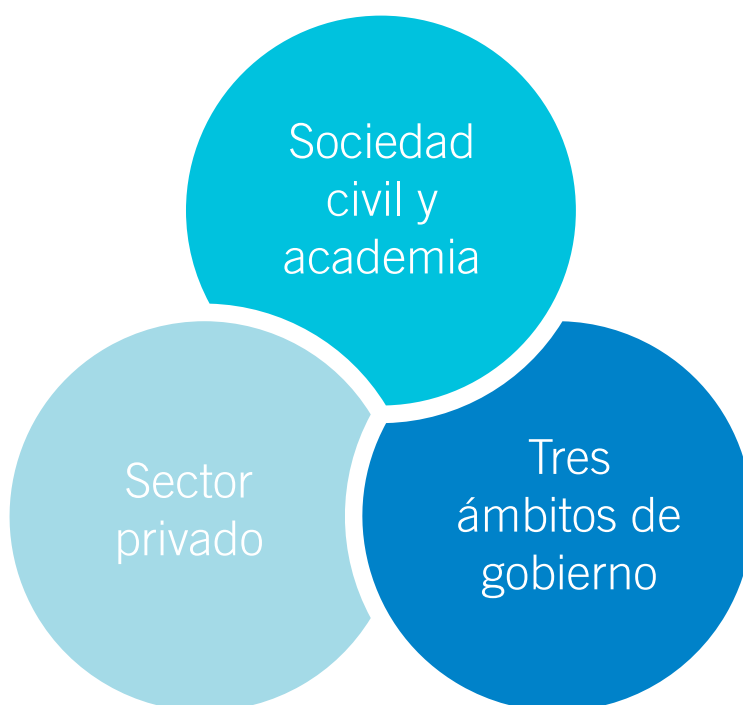 Sociedad
civil y
academia
Sector
privado
Tres
ámbitos de
gobierno